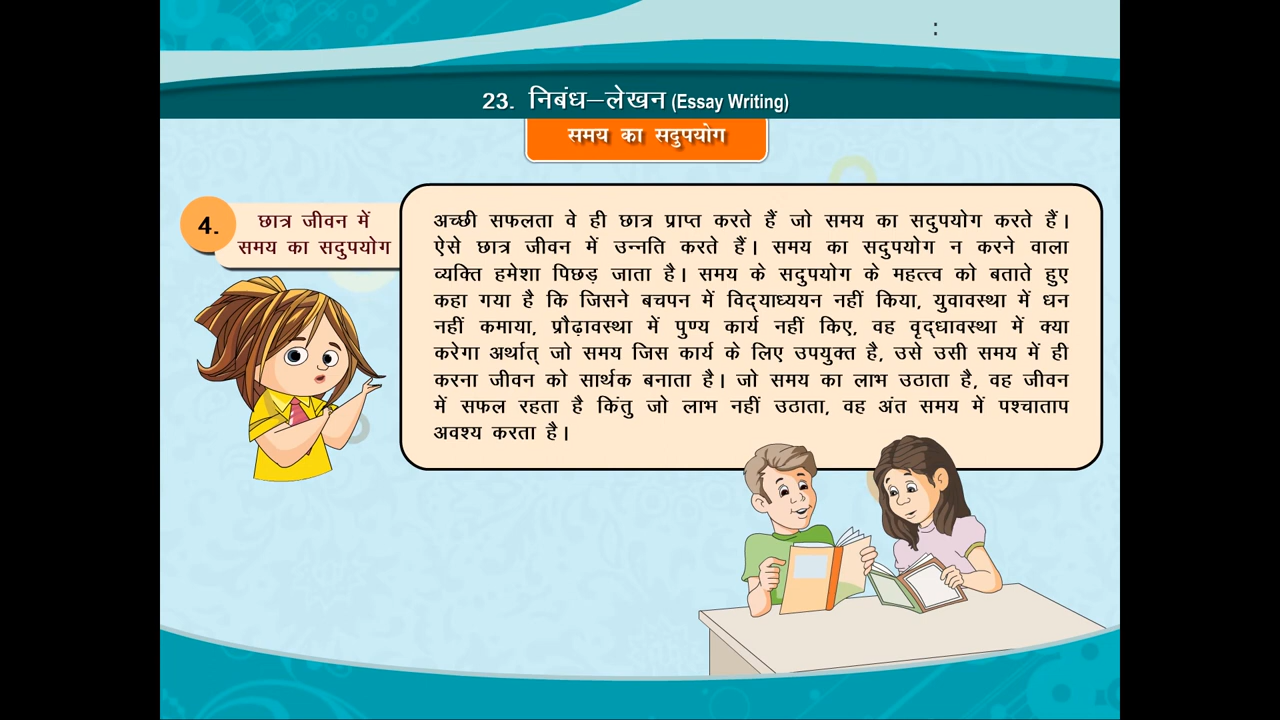 23. निबंध–लेखन (Essay Writing)
समय का सदुपयोग
4.
छात्र जीवन में
समय का सदुपयोग
अच्छी सफलता वे ही छात्र प्राप्त करते हैं जो समय का सदुपयोग करते हैं।
ऐसे छात्र जीवन में उन्नति करते हैं। समय का सदुपयोग न करने वाला
व्यक्ति हमेशा पिछड़ जाता है। समय के सदुपयोग के महत्त्व को बताते हुए
कहा गया है कि जिसने बचपन में विद्‌याध्ययन नहीं किया, युवावस्था में धन
नहीं कमाया, प्रौढ़ावस्था में पुण्य कार्य नहीं किए, वह वृद्‌धावस्था में क्या
करेगा अर्थात् जो समय जिस कार्य के लिए उपयुक्त है, उसे उसी समय में ही
करना जीवन को सार्थक बनाता है। जो समय का लाभ उठाता है, वह जीवन
में सफल रहता है किंतु जो लाभ नहीं उठाता, वह अंत समय में पश्चाताप
अवश्य करता है।